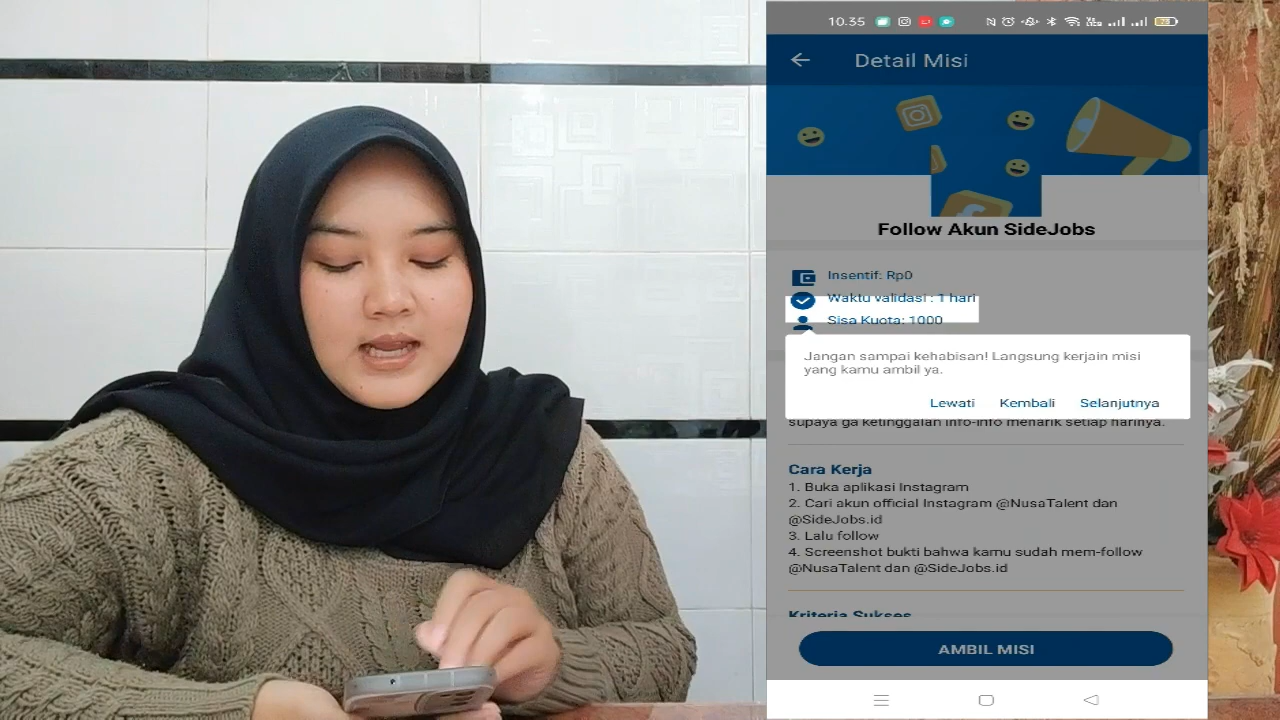 10.35
Detail Misi
Follow Akun SideJobs
Insentif: Rp0
Waktu validasi : 1 hari
Sisa Kuota: 1000
Jangan sampai kehabisan! Langsung kerjain misi
yang kamu ambil ya.
Lewati Kembali Selanjutnya
supaya ga ketinggalan info-info menarik setiap harinya.
Cara Kerja
1. Buka aplikasi Instagram
2. Cari akun official Instagram @NusaTalent dan
@SideJobs.id
3. Lalu follow
4. Screenshot bukti bahwa kamu sudah mem-follow
@NusaTalent dan @SideJobs.id
Kriteria Sukses
AMBIL MISI